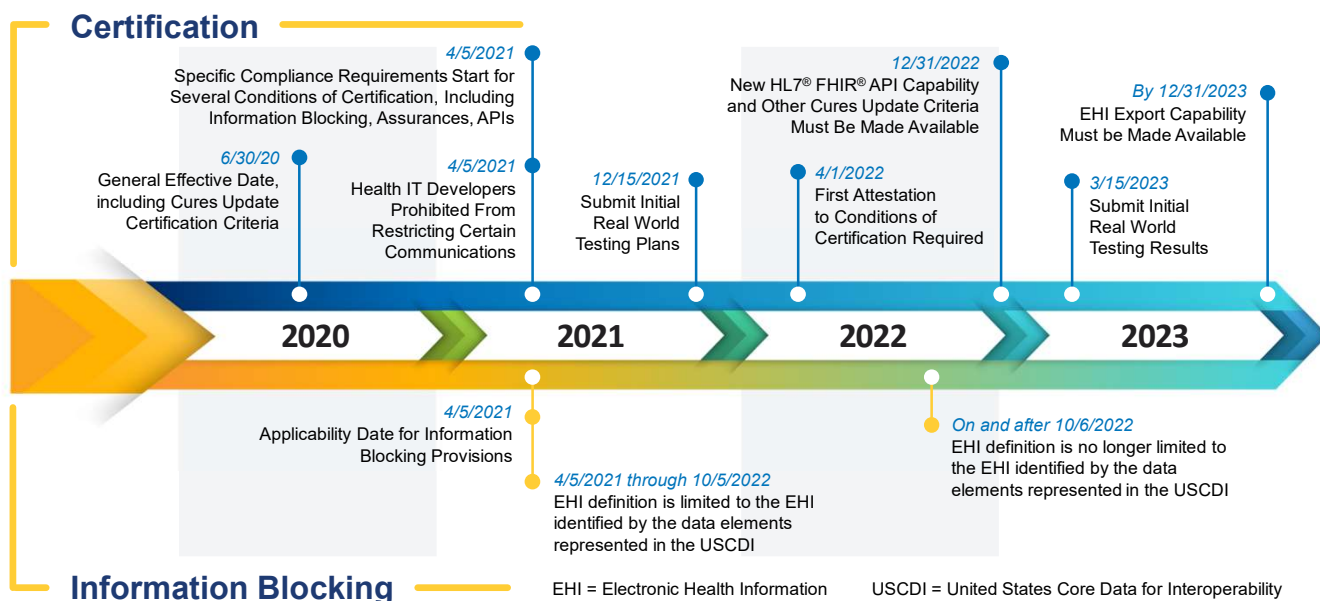 Certification
4/5/2021
Specific Compliance Requirements Start for
Several Conditions of Certification, Including
Information Blocking, Assurances, APIs
6/30/20
General Effective Date,
including Cures Update
Certification Criteria
4/5/2021
Health IT Developers
Prohibited From
Restricting Certain
Communications
12/15/2021
Submit Initial
Real World
Testing Plans
12/31/2022
New HL7® FHIR® API Capability
and Other Cures Update Criteria
Must Be Made Available
4/1/2022
First Attestation
to Conditions of
Certification Required
By 12/31/2023
EHI Export Capability
Must be Made Available
3/15/2023
Submit Initial
Real World
Testing Results
2020
2021
2022
2023
4/5/2021
Applicability Date for Information
Blocking Provisions
4/5/2021 through 10/5/2022
EHI definition is limited to the EHI
identified by the data elements
represented in the USCDI
On and after 10/6/2022
EHI definition is no longer limited to
the EHI identified by the data
elements represented in the USCDI
Information Blocking
EHI = Electronic Health Information
USCDI = United States Core Data for Interoperability